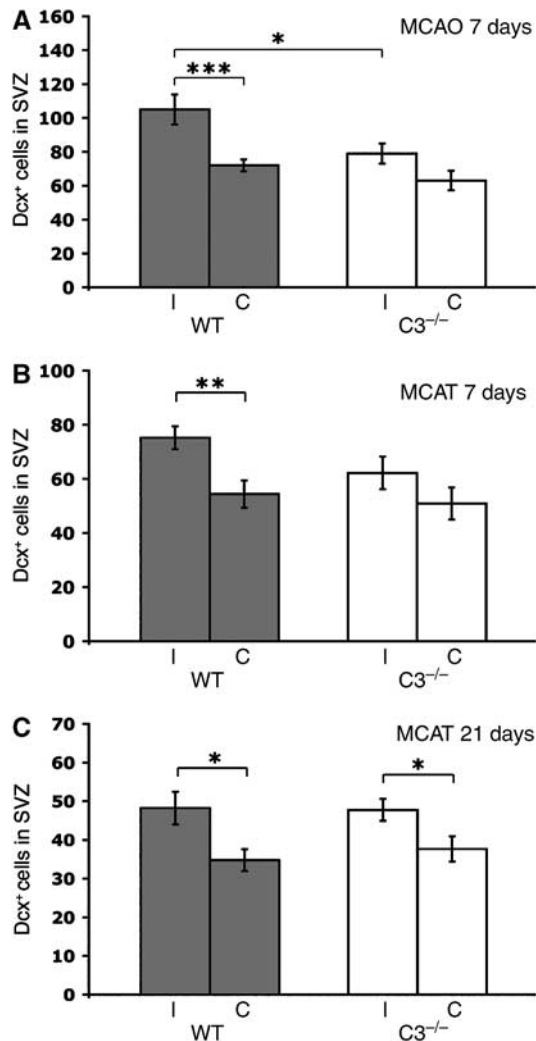 A
MCAO 7 days
Dcx⁺ cells in SVZ
160
140
120
100
80
60
40
20
0
*
***
I C I C
WT C3⁻/⁻
B
MCAT 7 days
Dcx⁺ cells in SVZ
100
80
60
40
20
0
**
I C I C
WT C3⁻/⁻
C
MCAT 21 days
Dcx⁺ cells in SVZ
70
60
50
40
30
20
10
0
* *
I C I C
WT C3⁻/⁻